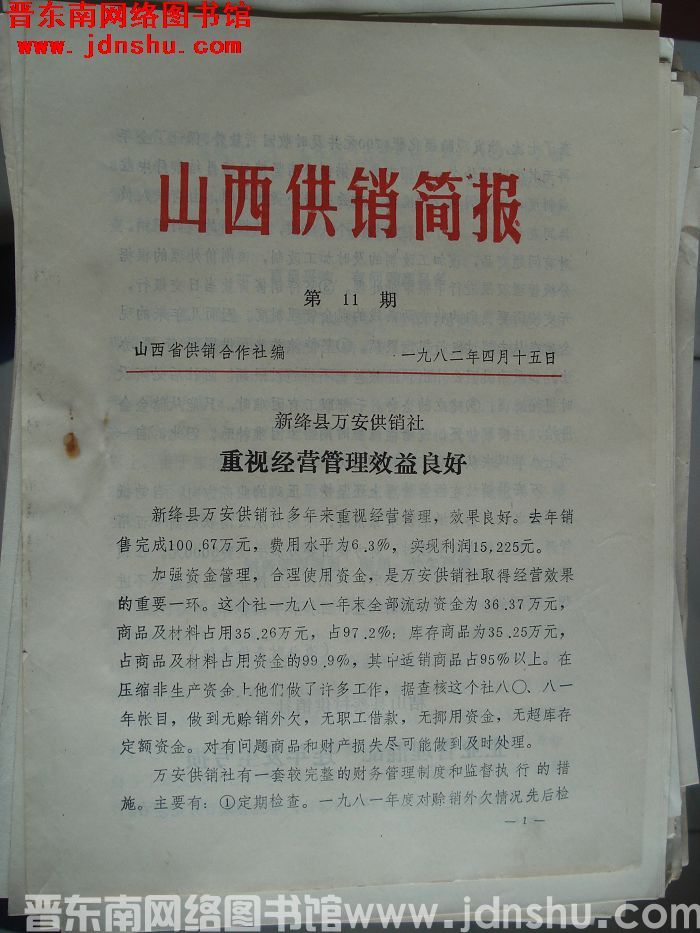 晋东南网络图书馆
www.jdnshu.com
山西供销简报
第 11 期
山西省供销合作社编 一九八二年四月十五日
新绛县万安供销社
重视经营管理效益良好
新绛县万安供销社多年来重视经营管理，效果良好。去年销
售完成100.67万元，费用水平为6.3%，实现利润15,225元。
加强资金管理，合理使用资金，是万安供销社取得经营效果
的重要一环。这个社一九八一年末全部流动资金为36.37万元，
商品及材料占用35.26万元，占97.2%；库存商品为35.25万元，
占商品及材料占用资金的99.9%，其中适销商品占95%以上。在
压缩非生产资金上他们做了许多工作，据查核这个社八〇、八一
年帐目，做到无赊销外欠，无职工借款，无挪用资金，无超库存
定额资金。对有问题商品和财产损失尽可能做到及时处理。
万安供销社有一套较完整的财务管理制度和监督执行的措
施。主要有：①定期检查。一九八一年度对赊销外欠情况先后检
—1—
晋东南网络图书馆www.jdnshu.com